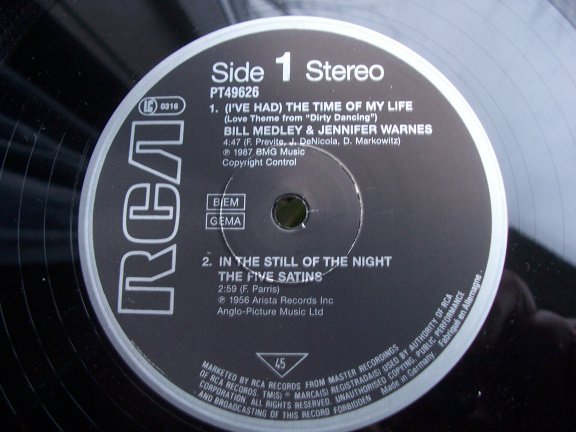 Side 1 Stereo
PT49626
1. (I'VE HAD) THE TIME OF MY LIFE
(Love Theme from "Dirty Dancing")
BILL MEDLEY & JENNIFER WARNES
4:47 (F. Previte, J. DeNicola, D. Markowitz)
℗ 1987 BMG Music
Copyright Control
LC 0316
RCA
BIEM
GEMA
2. IN THE STILL OF THE NIGHT
THE FIVE SATINS
2:59 (F. Parris)
℗ 1956 Arista Records Inc
Anglo-Picture Music Ltd
45
MARKETED BY RCA RECORDS FROM MASTER RECORDINGS
OF RCA RECORDS. TM(S) ® MARCA(S) REGISTRADA(S) USED BY AUTHORITY OF RCA
CORPORATION. ALL RIGHTS RESERVED. UNAUTHORISED COPYING, PUBLIC PERFORMANCE
AND BROADCASTING OF THIS RECORD FORBIDDEN Made in Germany. Fabriqué en Allemagne.